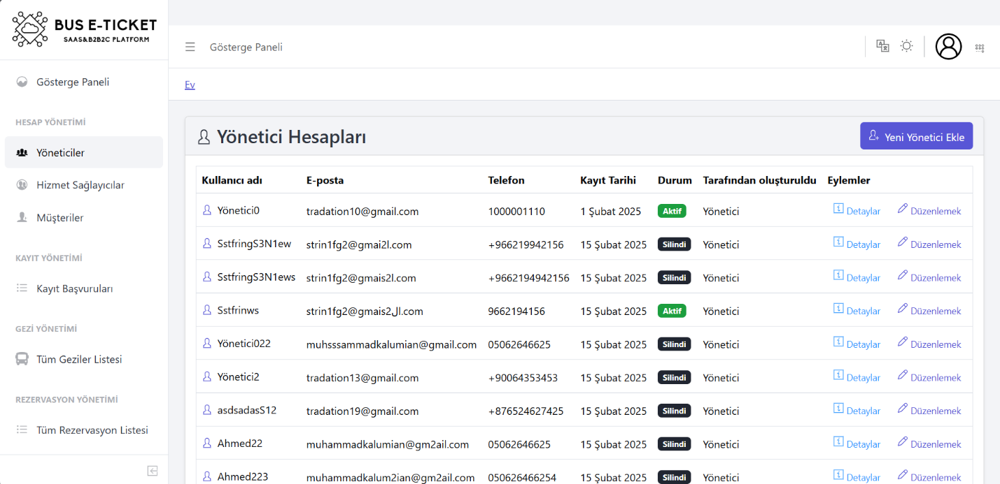 BUS E-TICKET
SAAS&B2B2C PLATFORM
Gösterge Paneli
HESAP YÖNETİMİ
Yöneticiler
Hizmet Sağlayıcılar
Müşteriler
KAYIT YÖNETİMİ
Kayıt Başvuruları
GEZİ YÖNETİMİ
Tüm Geziler Listesi
REZERVASYON YÖNETİMİ
Tüm Rezervasyon Listesi
Gösterge Paneli
Ev
Yönetici Hesapları
Yeni Yönetici Ekle
Kullanıcı adı E-posta Telefon Kayıt Tarihi Durum Tarafından oluşturuldu Eylemler
Yönetici0 tradation10@gmail.com 1000001110 1 Şubat 2025 Aktif Yönetici Detaylar Düzenlemek
SstfringS3N1ew strin1fg2@gmai2l.com +966219942156 15 Şubat 2025 Silindi Yönetici Detaylar Düzenlemek
SstfringS3N1ews strin1fg2@gmais2l.com +9662194942156 15 Şubat 2025 Silindi Yönetici Detaylar Düzenlemek
Sstfrinws strin1fg2@gmais2ال.com 9662194156 15 Şubat 2025 Aktif Yönetici Detaylar Düzenlemek
Yönetici022 muhsssammadkalumian@gmail.com 05062646625 15 Şubat 2025 Silindi Yönetici Detaylar Düzenlemek
Yönetici2 tradation13@gmail.com +90064353453 15 Şubat 2025 Silindi Yönetici Detaylar Düzenlemek
asdsadasS12 tradation19@gmail.com +876524627425 15 Şubat 2025 Silindi Yönetici Detaylar Düzenlemek
Ahmed22 muhammadkalumian@gm2ail.com 05062646625 15 Şubat 2025 Silindi Yönetici Detaylar Düzenlemek
Ahmed223 muhammadkalum2ian@gm2ail.com 050626466254 15 Şubat 2025 Silindi Yönetici Detaylar Düzenlemek